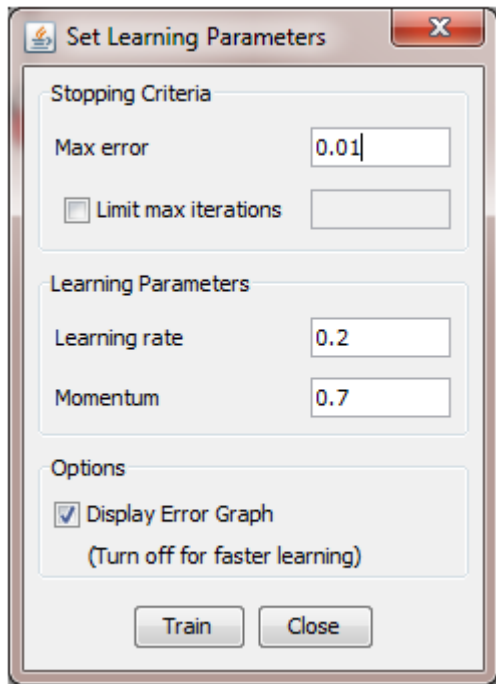 Set Learning Parameters
Stopping Criteria
Max error 0.01
Limit max iterations
Learning Parameters
Learning rate 0.2
Momentum 0.7
Options
Display Error Graph
(Turn off for faster learning)
Train Close